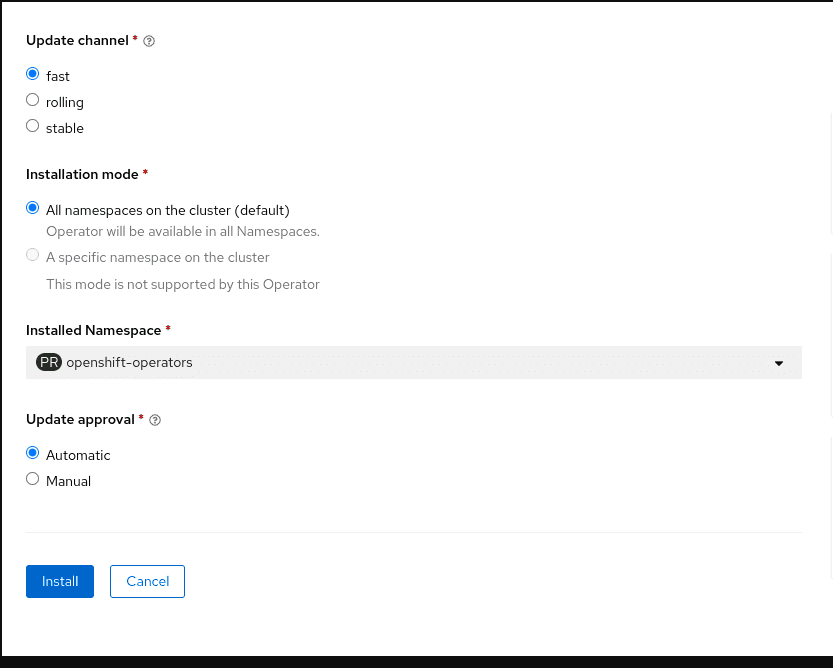 Update channel *
fast
rolling
stable
Installation mode *
All namespaces on the cluster (default)
Operator will be available in all Namespaces.
A specific namespace on the cluster
This mode is not supported by this Operator
Installed Namespace *
PR openshift-operators
Update approval *
Automatic
Manual
Install Cancel